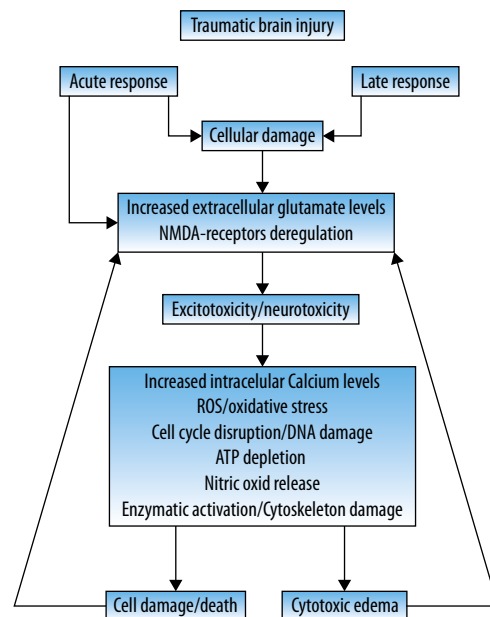 Traumatic brain injury
Acute response
Late response
Cellular damage
Increased extracellular glutamate levels
NMDA-receptors deregulation
Excitotoxicity/neurotoxicity
Increased intracelular Calcium levels
ROS/oxidative stress
Cell cycle disruption/DNA damage
ATP depletion
Nitric oxid release
Enzymatic activation/Cytoskeleton damage
Cell damage/death
Cytotoxic edema